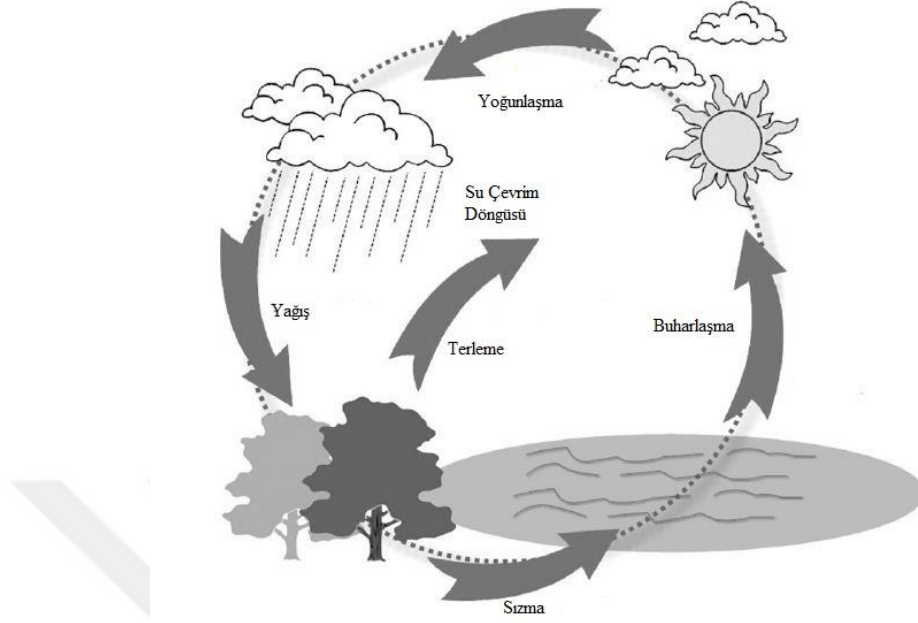 Yoğunlaşma
Su Çevrim
Döngüsü
Yağış
Terleme
Buharlaşma
Sızma